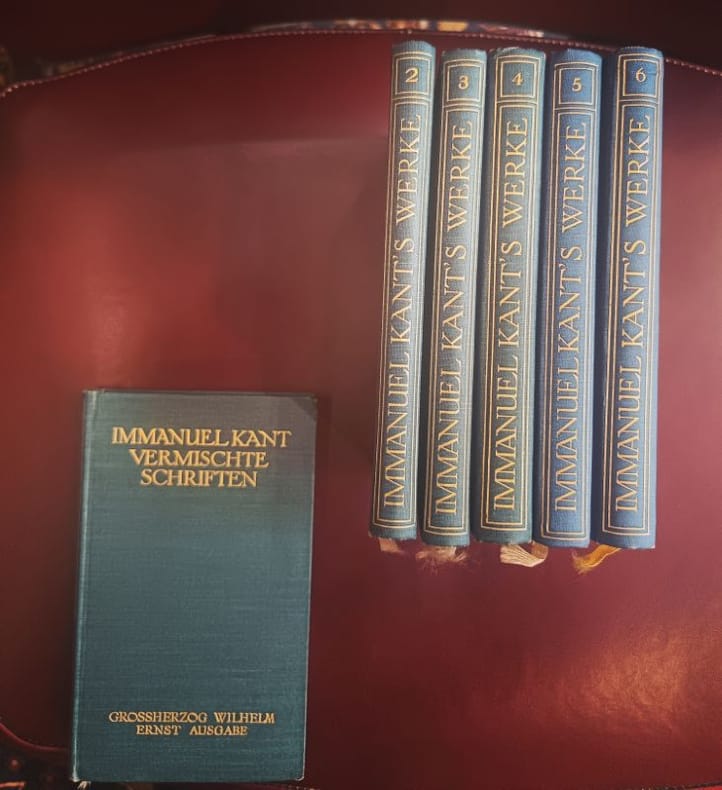 IMMANUEL KANT
VERMISCHTE
SCHRIFTEN
GROSSHERZOG WILHELM
ERNST AUSGABE
2
IMMANUEL KANT'S WERKE
3
IMMANUEL KANT'S WERKE
4
IMMANUEL KANT'S WERKE
5
IMMANUEL KANT'S WERKE
6
IMMANUEL KANT'S WERKE